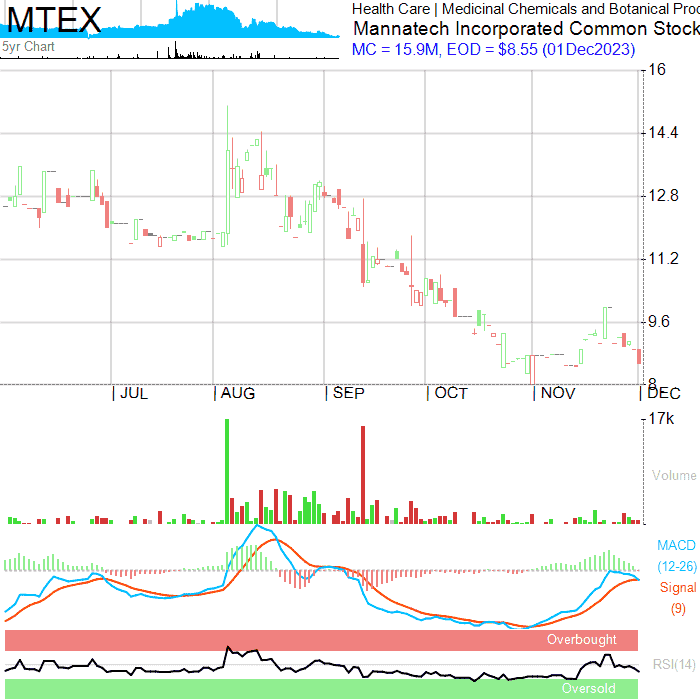 MTEX
Health Care | Medicinal Chemicals and Botanical Proc
5yr Chart
Mannatech Incorporated Common Stock
MC = 15.9M, EOD = $8.55 (01Dec2023)
16
14.4
12.8
11.2
9.6
8
| JUL | AUG | SEP | OCT | NOV | DEC
17k
Volume
MACD
(12-26)
Signal
(9)
Overbought
RSI(14)
Oversold